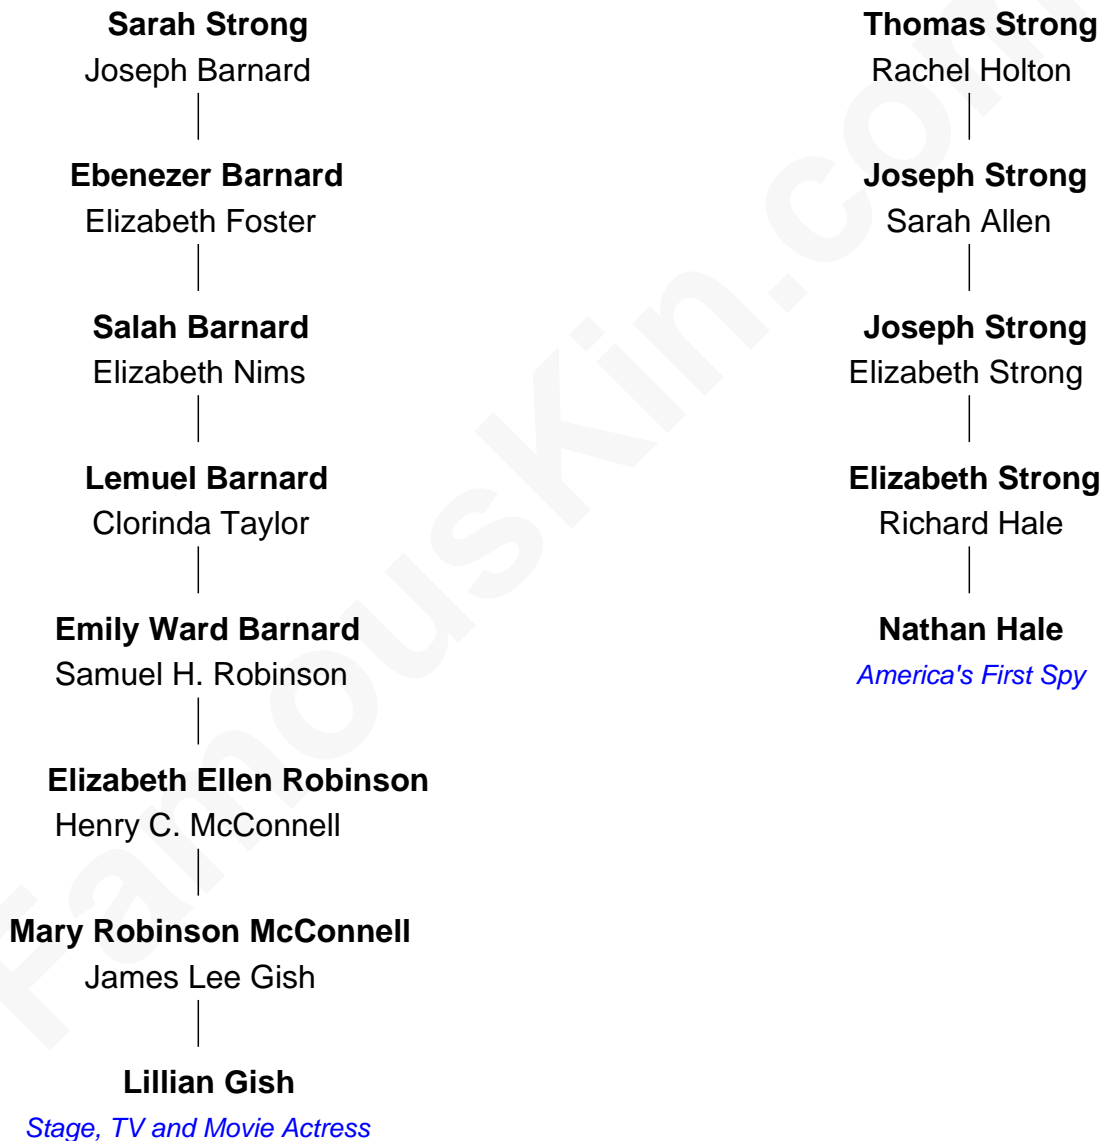 Sarah Strong
Joseph Barnard
Ebenezer Barnard
Elizabeth Foster
Salah Barnard
Elizabeth Nims
Lemuel Barnard
Clorinda Taylor
Emily Ward Barnard
Samuel H. Robinson
Elizabeth Ellen Robinson
Henry C. McConnell
Mary Robinson McConnell
James Lee Gish
Lillian Gish
Stage, TV and Movie Actress
Thomas Strong
Rachel Holton
Joseph Strong
Sarah Allen
Joseph Strong
Elizabeth Strong
Elizabeth Strong
Richard Hale
Nathan Hale
America's First Spy
FamousKin.com